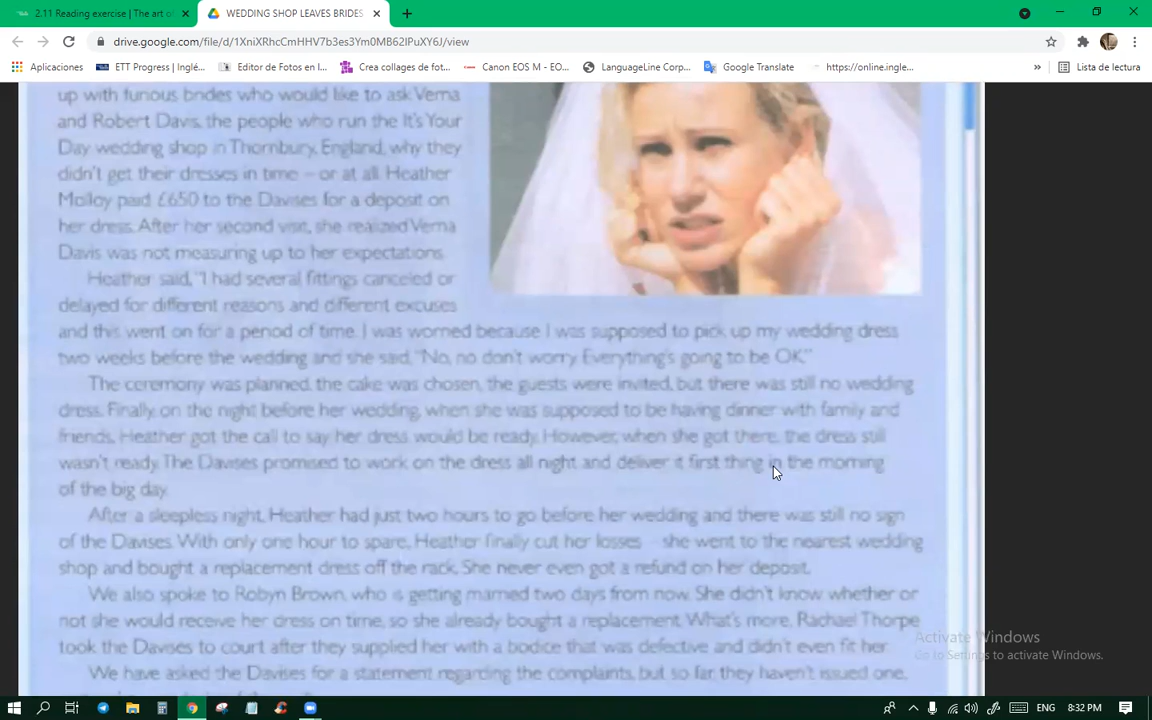 2.11 Reading exercise | The art o
WEDDING SHOP LEAVES BRIDES
drive.google.com/file/d/1XniXRhcCmHHV7b3es3Ym0MB62IPuXY6J/view
Aplicaciones
ETT Progress | Inglé...
Editor de Fotos en l...
Crea collages de fot...
Canon EOS M - EO...
LanguageLine Corp...
Google Translate
https://online.ingle...
»
Lista de lectura
up with furious brides who would like to ask Verna
and Robert Davis, the people who run the It's Your
Day wedding shop in Thornbury, England, why they
didn't get their dresses in time – or at all. Heather
Molloy paid £650 to the Davises for a deposit on
her dress. After her second visit, she realized Verna
Davis was not measuring up to her expectations.
Heather said, "I had several fittings canceled or
delayed for different reasons and different excuses
and this went on for a period of time. I was worried because I was supposed to pick up my wedding dress
two weeks before the wedding and she said, "No, no don't worry. Everything's going to be OK."
The ceremony was planned, the cake was chosen, the guests were invited, but there was still no wedding
dress. Finally, on the night before her wedding, when she was supposed to be having dinner with family and
friends, Heather got the call to say her dress would be ready. However, when she got there, the dress still
wasn't ready. The Davises promised to work on the dress all night and deliver it first thing in the morning
of the big day.
After a sleepless night, Heather had just two hours to go before her wedding and there was still no sign
of the Davises. With only one hour to spare, Heather finally cut her losses – she went to the nearest wedding
shop and bought a replacement dress off the rack. She never even got a refund on her deposit.
We also spoke to Robyn Brown, who is getting married two days from now. She didn't know whether or
not she would receive her dress on time, so she already bought a replacement. What's more, Rachael Thorpe
took the Davises to court after they supplied her with a bodice that was defective and didn't even fit her.
We have asked the Davises for a statement regarding the complaints, but so far, they haven't issued one.
Activate Windows
Go to Settings to activate Windows.
ENG
8:32 PM